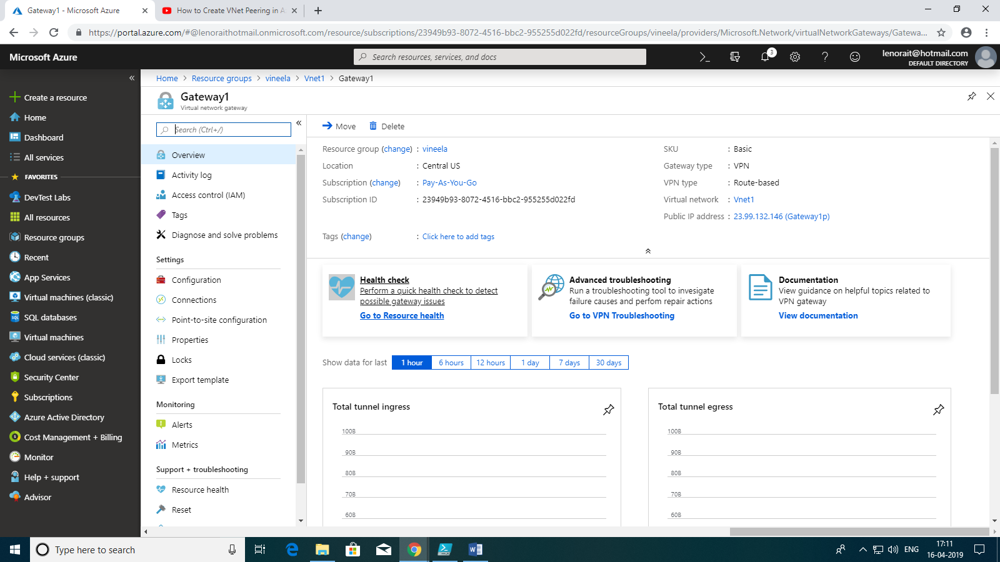 Gateway1 - Microsoft Azure
How to Create VNet Peering in A
https://portal.azure.com/#@lenoraithotmail.onmicrosoft.com/resource/subscriptions/23949b93-8072-4516-bbc2-955255d022fd/resourceGroups/vineela/providers/Microsoft.Network/virtualNetworkGateways/Gatewa...
Microsoft Azure
Search resources, services, and docs
3
lenorait@hotmail.com
DEFAULT DIRECTORY
Create a resource
Home
Dashboard
All services
FAVORITES
DevTest Labs
All resources
Resource groups
Recent
App Services
Virtual machines (classic)
SQL databases
Virtual machines
Cloud services (classic)
Security Center
Subscriptions
Azure Active Directory
Cost Management + Billing
Monitor
Help + support
Advisor
Home > Resource groups > vineela > Vnet1 > Gateway1
Gateway1
Virtual network gateway
Search (Ctrl+/)
Overview
Activity log
Access control (IAM)
Tags
Diagnose and solve problems
Settings
Configuration
Connections
Point-to-site configuration
Properties
Locks
Export template
Monitoring
Alerts
Metrics
Support + troubleshooting
Resource health
Reset
Move Delete
Resource group (change) : vineela
Location : Central US
Subscription (change) : Pay-As-You-Go
Subscription ID : 23949b93-8072-4516-bbc2-955255d022fd
Tags (change) : Click here to add tags
SKU : Basic
Gateway type : VPN
VPN type : Route-based
Virtual network : Vnet1
Public IP address : 23.99.132.146 (Gateway1p)
Health check
Perform a quick health check to detect
possible gateway issues
Go to Resource health
Advanced troubleshooting
Run a troubleshooting tool to invesigate
failure causes and perfom repair actions
Go to VPN Troubleshooting
Documentation
View guidance on helpful topics related to
VPN gateway
View documentation
Show data for last 1 hour 6 hours 12 hours 1 day 7 days 30 days
Total tunnel ingress
100B
90B
80B
70B
60B
Total tunnel egress
100B
90B
80B
70B
60B
Type here to search
ENG
17:11
16-04-2019